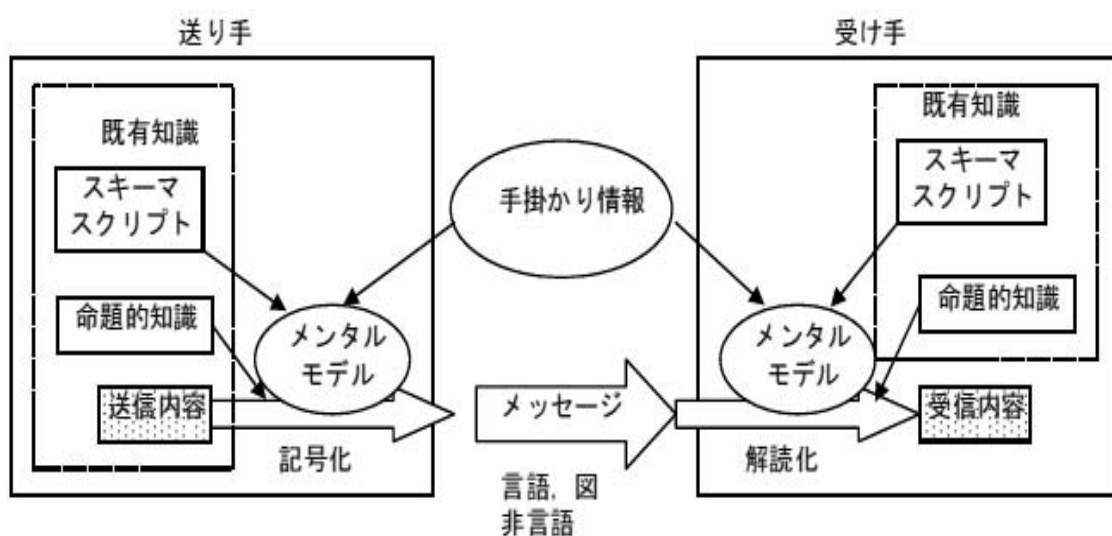 送り手
既有知識
スキーマ
スクリプト
命題的知識
送信内容
メンタル
モデル
記号化
手掛かり情報
メッセージ
言語，図
非言語
受け手
既有知識
スキーマ
スクリプト
命題的知識
メンタル
モデル
受信内容
解読化